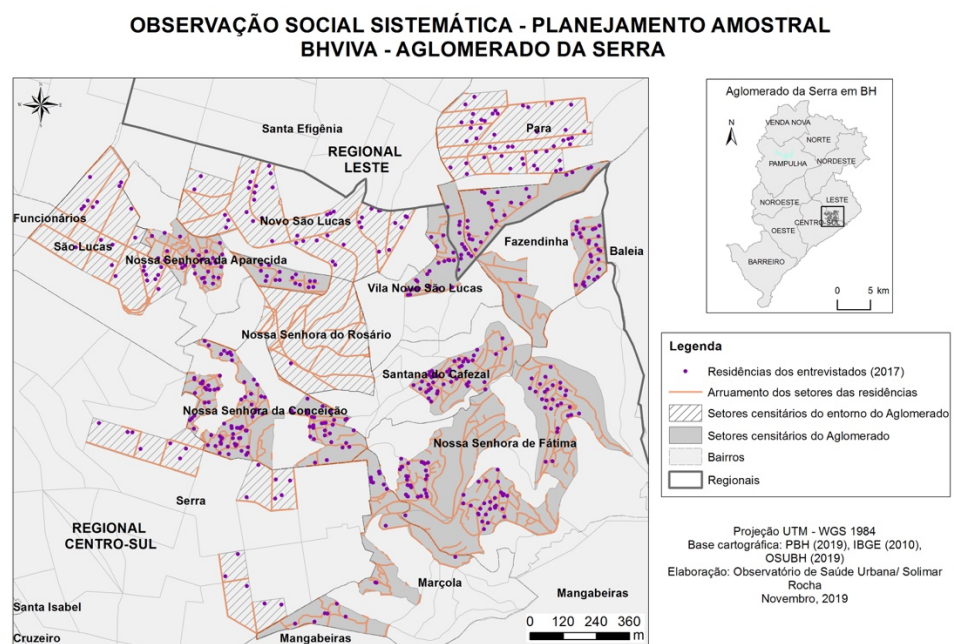 OBSERVAÇÃO SOCIAL SISTEMÁTICA - PLANEJAMENTO AMOSTRAL
BHVIVA - AGLOMERADO DA SERRA
N
Santa Efigênia
REGIONAL
LESTE
Para
Funcionários
São Lucas
Novo São Lucas
Nossa Senhora da Aparecida
Fazendinha
Baleia
Vila Novo São Lucas
Nossa Senhora do Rosário
Santana do Cafezal
Nossa Senhora da Conceição
Nossa Senhora de Fátima
Serra
REGIONAL
CENTRO-SUL
Marçola
Mangabeiras
Santa Isabel
Cruzeiro
Mangabeiras
0 120 240 360
m
Aglomerado da Serra em BH
N
VENDA NOVA
NORTE
PAMPULHA
NORDESTE
NOROESTE
LESTE
CENTRO-SUL
OESTE
BARREIRO
0 5 km
Legenda
Residências dos entrevistados (2017)
Arruamento dos setores das residências
Setores censitários do entorno do Aglomerado
Setores censitários do Aglomerado
Bairros
Regionais
Projeção UTM - WGS 1984
Base cartográfica: PBH (2019), IBGE (2010),
OSUBH (2019)
Elaboração: Observatório de Saúde Urbana/ Solimar
Rocha
Novembro, 2019